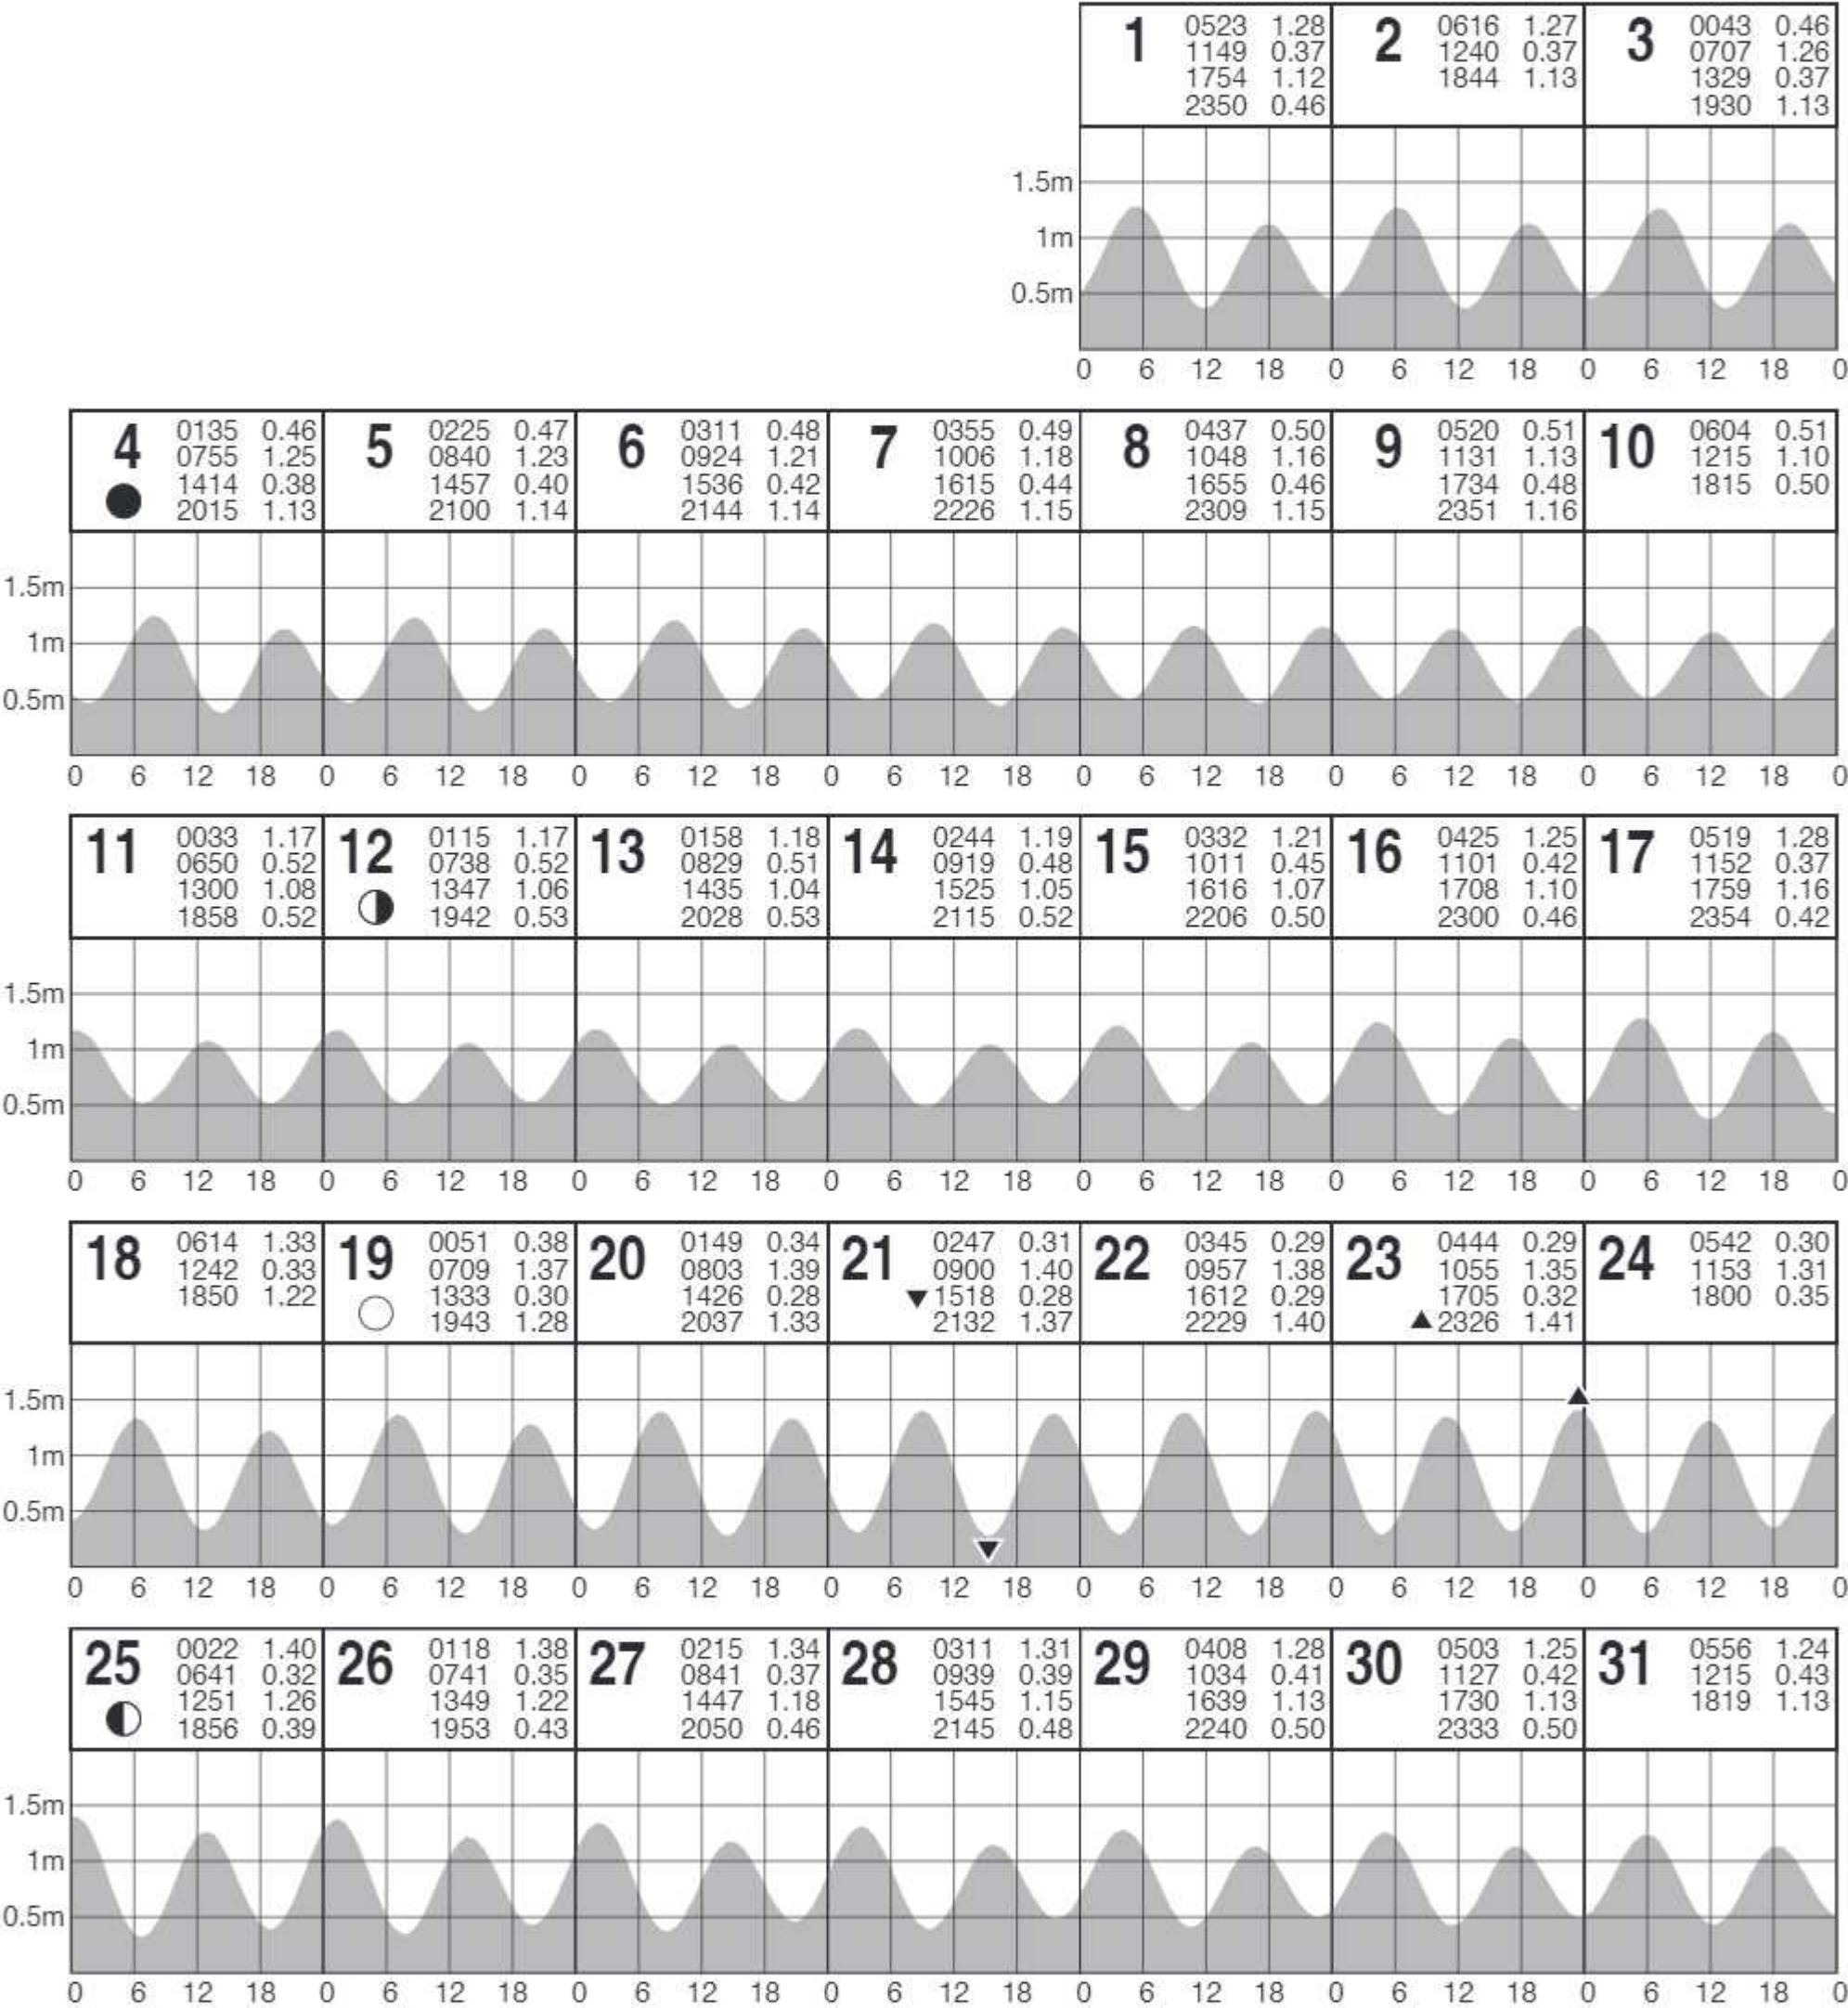 1 0523 1.28 2 0616 1.27 3 0043 0.46
1149 0.37 1240 0.37 0707 1.26
1754 1.12 1844 1.13 1329 0.37
2350 0.46 1930 1.13
1.5m
1m
0.5m
0 6 12 18 0 6 12 18 0 6 12 18 0
4 0135 0.46 5 0225 0.47 6 0311 0.48 7 0355 0.49 8 0437 0.50 9 0520 0.51 10 0604 0.51
0755 1.25 0840 1.23 0924 1.21 1006 1.18 1048 1.16 1131 1.13 1215 1.10
1414 0.38 1457 0.40 1536 0.42 1615 0.44 1655 0.46 1734 0.48 1815 0.50
2015 1.13 2100 1.14 2144 1.14 2226 1.15 2309 1.15 2351 1.16
1.5m
1m
0.5m
0 6 12 18 0 6 12 18 0 6 12 18 0 6 12 18 0 6 12 18 0 6 12 18 0 6 12 18 0
11 0033 1.17 12 0115 1.17 13 0158 1.18 14 0244 1.19 15 0332 1.21 16 0425 1.25 17 0519 1.28
0650 0.52 0738 0.52 0829 0.51 0919 0.48 1011 0.45 1101 0.42 1152 0.37
1300 1.08 1347 1.06 1435 1.04 1525 1.05 1616 1.07 1708 1.10 1759 1.16
1858 0.52 1942 0.53 2028 0.53 2115 0.52 2206 0.50 2300 0.46 2354 0.42
1.5m
1m
0.5m
0 6 12 18 0 6 12 18 0 6 12 18 0 6 12 18 0 6 12 18 0 6 12 18 0 6 12 18 0
18 0614 1.33 19 0051 0.38 20 0149 0.34 21 0247 0.31 22 0345 0.29 23 0444 0.29 24 0542 0.30
1242 0.33 0709 1.37 0803 1.39 0900 1.40 0957 1.38 1055 1.35 1153 1.31
1850 1.22 1333 0.30 1426 0.28 ▼1518 0.28 1612 0.29 1705 0.32 1800 0.35
1943 1.28 2037 1.33 2132 1.37 2229 1.40 ▲2326 1.41
1.5m
1m
0.5m
0 6 12 18 0 6 12 18 0 6 12 18 0 6 12 18 0 6 12 18 0 6 12 18 0 6 12 18 0
25 0022 1.40 26 0118 1.38 27 0215 1.34 28 0311 1.31 29 0408 1.28 30 0503 1.25 31 0556 1.24
0641 0.32 0741 0.35 0841 0.37 0939 0.39 1034 0.41 1127 0.42 1215 0.43
1251 1.26 1349 1.22 1447 1.18 1545 1.15 1639 1.13 1730 1.13 1819 1.13
1856 0.39 1953 0.43 2050 0.46 2145 0.48 2240 0.50 2333 0.50
1.5m
1m
0.5m
0 6 12 18 0 6 12 18 0 6 12 18 0 6 12 18 0 6 12 18 0 6 12 18 0 6 12 18 0